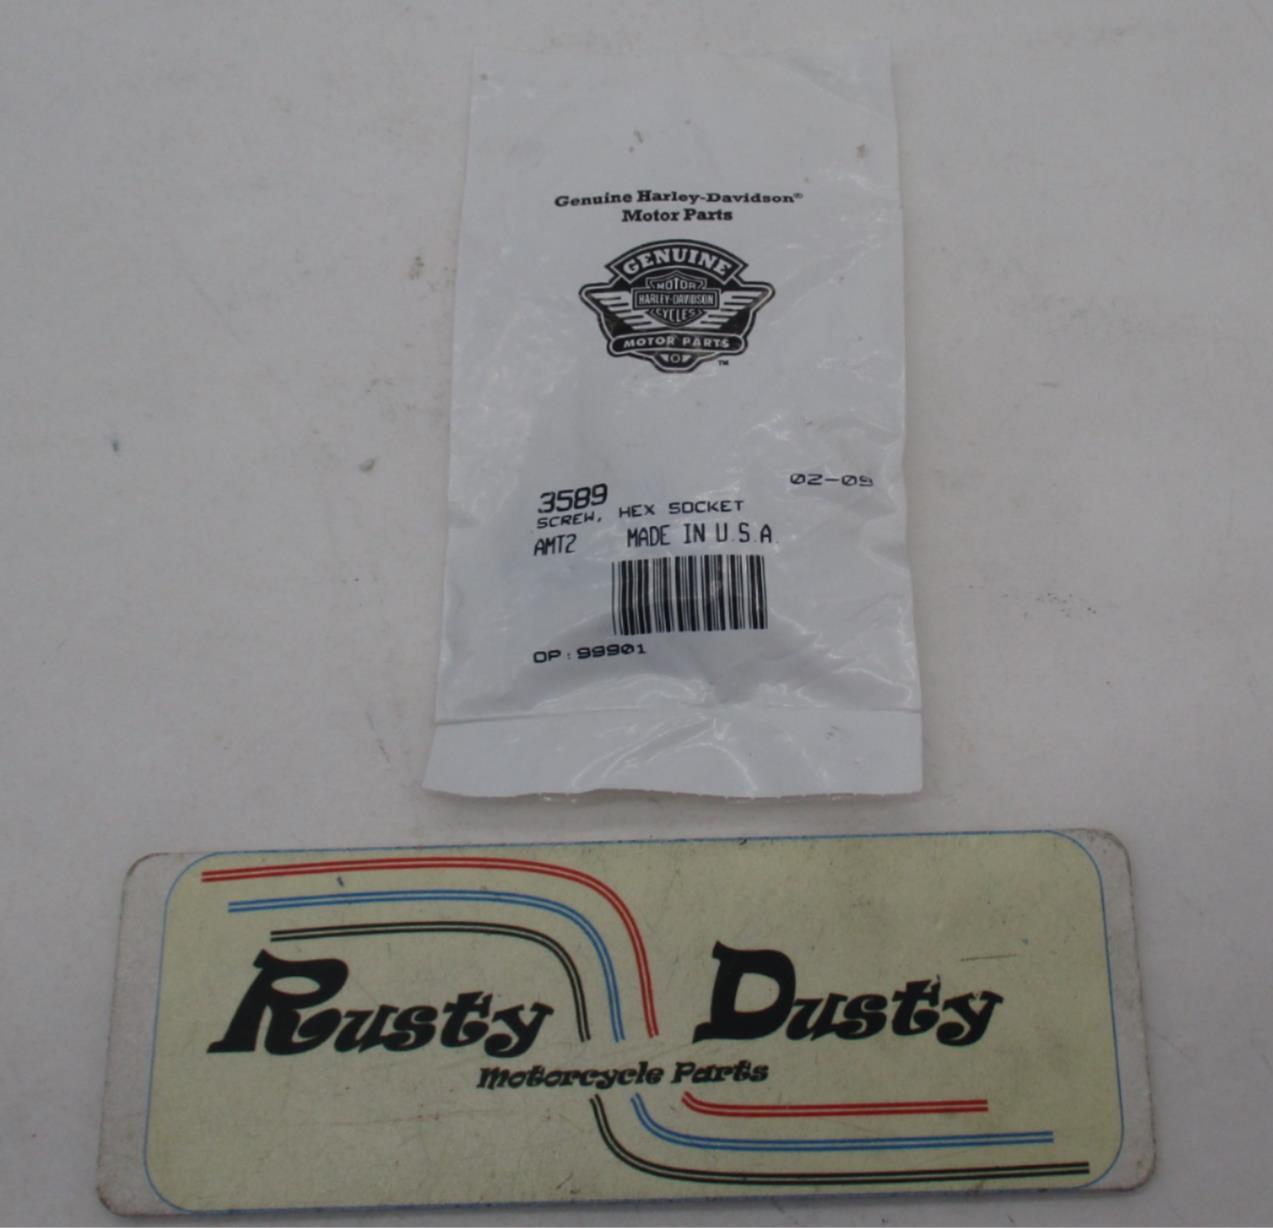 Genuine Harley-Davidson®
Motor Parts
GENUINE
MOTOR
HARLEY-DAVIDSON
CYCLES
MOTOR PARTS
™
02-09
3589
SCREW, HEX SOCKET
AMT2 MADE IN U.S.A.
OP:99901
Rusty Dusty
Motorcycle Parts